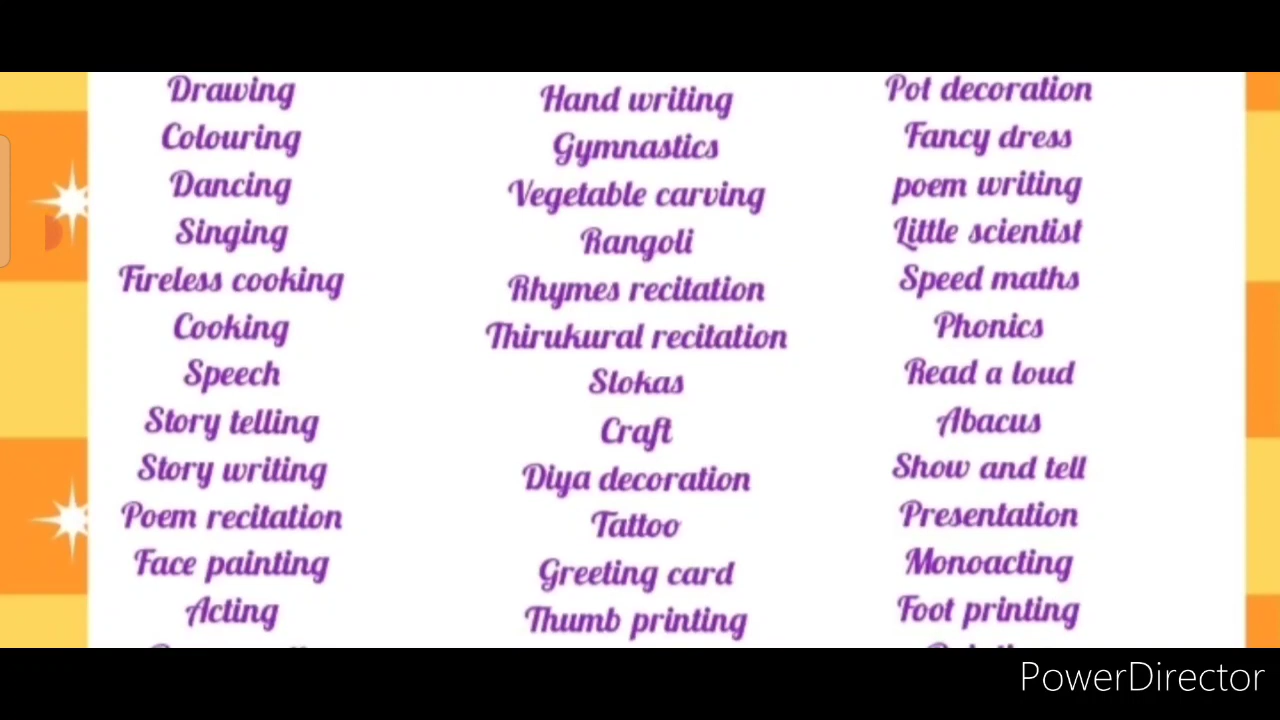 Drawing
Colouring
Dancing
Singing
Fireless cooking
Cooking
Speech
Story telling
Story writing
Poem recitation
Face painting
Acting
Hand writing
Gymnastics
Vegetable carving
Rangoli
Rhymes recitation
Thirukural recitation
Slokas
Craft
Diya decoration
Tattoo
Greeting card
Thumb printing
Pot decoration
Fancy dress
poem writing
Little scientist
Speed maths
Phonics
Read a loud
Abacus
Show and tell
Presentation
Monoacting
Foot printing
PowerDirector